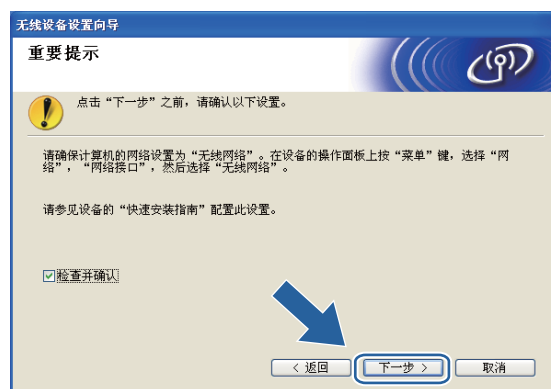 无线设备设置向导
重要提示
点击“下一步”之前，请确认以下设置。
请确保计算机的网络设置为“无线网络”。在设备的操作面板上按“菜单”键，选择“网
络”，“网络接口”，然后选择“无线网络”。
请参见设备的“快速安装指南”配置此设置。
检查并确认
< 返回 下一步 > 取消